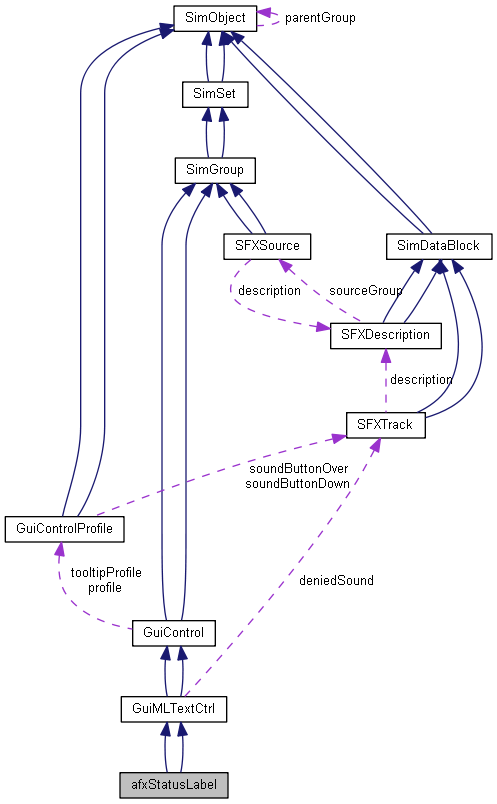 SimObject
parentGroup
SimSet
SimGroup
SFXSource
SimDataBlock
description
sourceGroup
SFXDescription
description
SFXTrack
soundButtonOver
soundButtonDown
GuiControlProfile
tooltipProfile
profile
deniedSound
GuiControl
GuiMLTextCtrl
afxStatusLabel